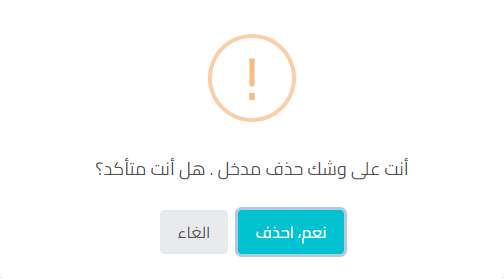 !
أنت على وشك حذف مدخل . هل أنت متأكد؟
نعم، احذف
الغاء